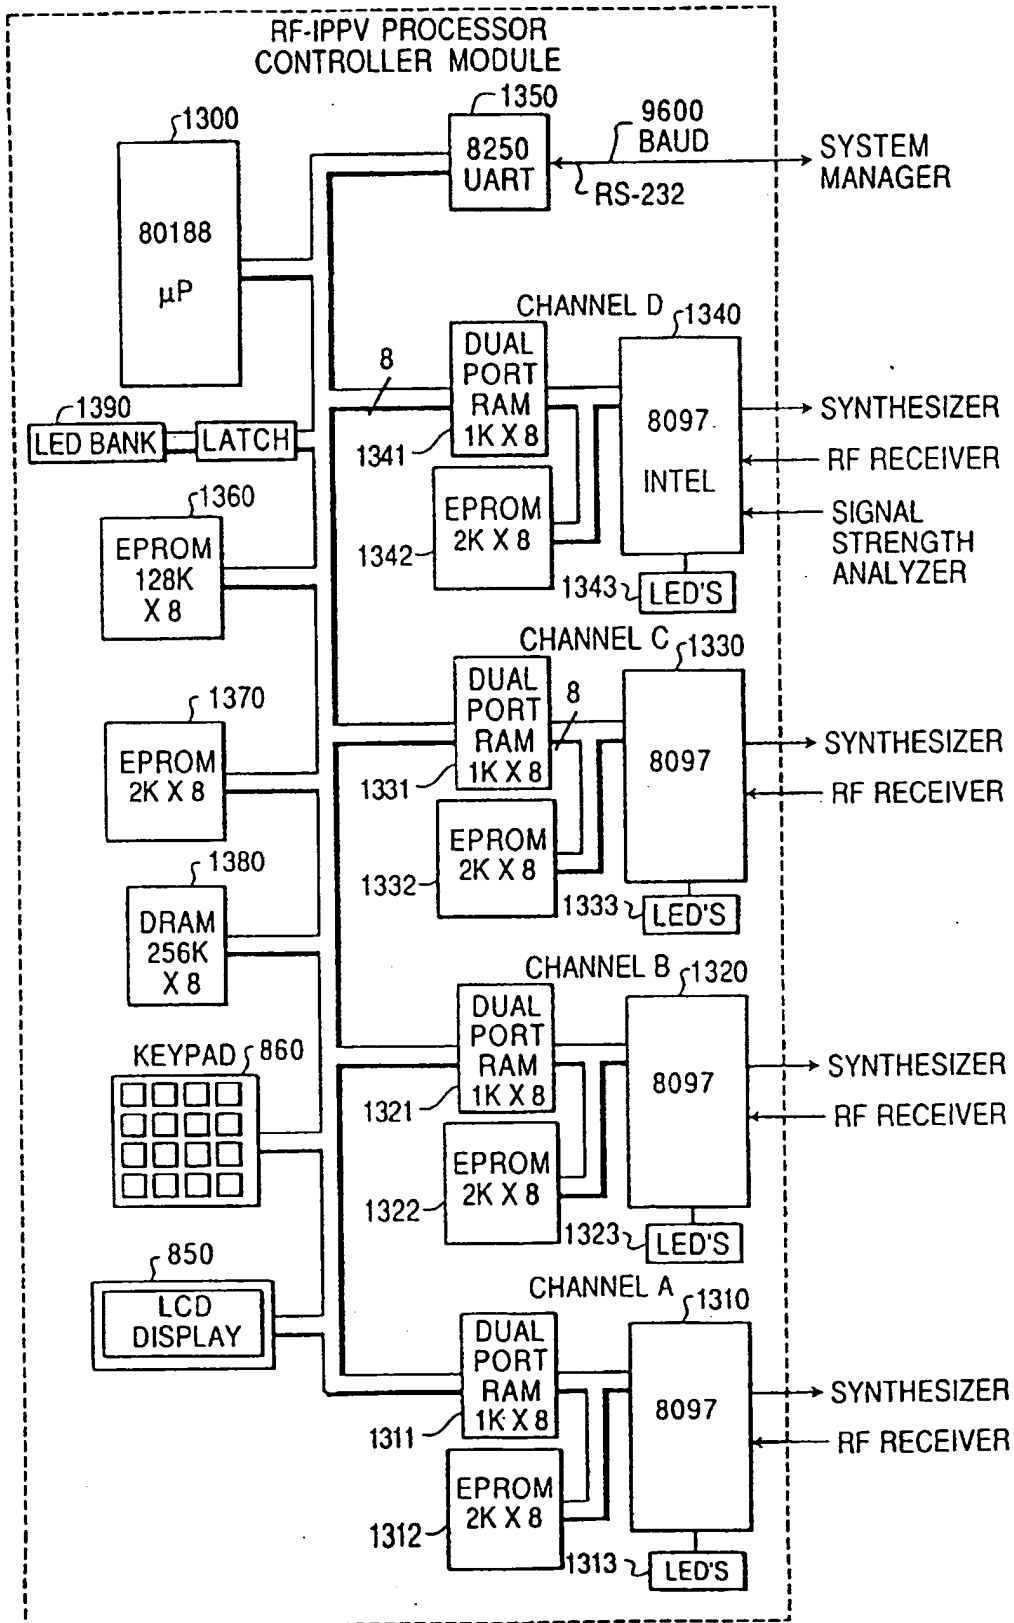 RF-IPPV PROCESSOR
CONTROLLER MODULE
1300
80188
μP
1350
8250
UART
9600
BAUD
RS-232
SYSTEM
MANAGER
1390
LED BANK
LATCH
8
CHANNEL D
DUAL
PORT
RAM
1K X 8
1341
EPROM
2K X 8
1342
1340
8097
INTEL
1343
LED'S
SYNTHESIZER
RF RECEIVER
SIGNAL
STRENGTH
ANALYZER
1360
EPROM
128K
X 8
CHANNEL C
DUAL
PORT
RAM
1K X 8
1331
8
EPROM
2K X 8
1332
1330
8097
1333
LED'S
SYNTHESIZER
RF RECEIVER
1370
EPROM
2K X 8
1380
DRAM
256K
X 8
CHANNEL B
DUAL
PORT
RAM
1K X 8
1321
EPROM
2K X 8
1322
1320
8097
1323
LED'S
SYNTHESIZER
RF RECEIVER
KEYPAD
860
850
LCD
DISPLAY
CHANNEL A
DUAL
PORT
RAM
1K X 8
1311
EPROM
2K X 8
1312
1310
8097
1313
LED'S
SYNTHESIZER
RF RECEIVER